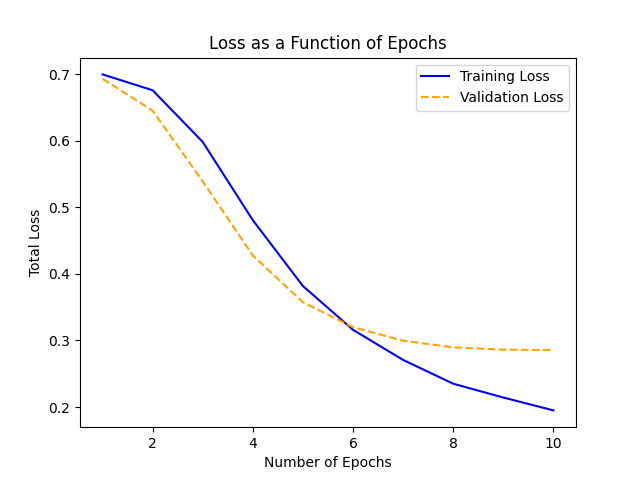 Loss as a Function of Epochs
Training Loss
Validation Loss
Total Loss
0.7
0.6
0.5
0.4
0.3
0.2
2 4 6 8 10
Number of Epochs